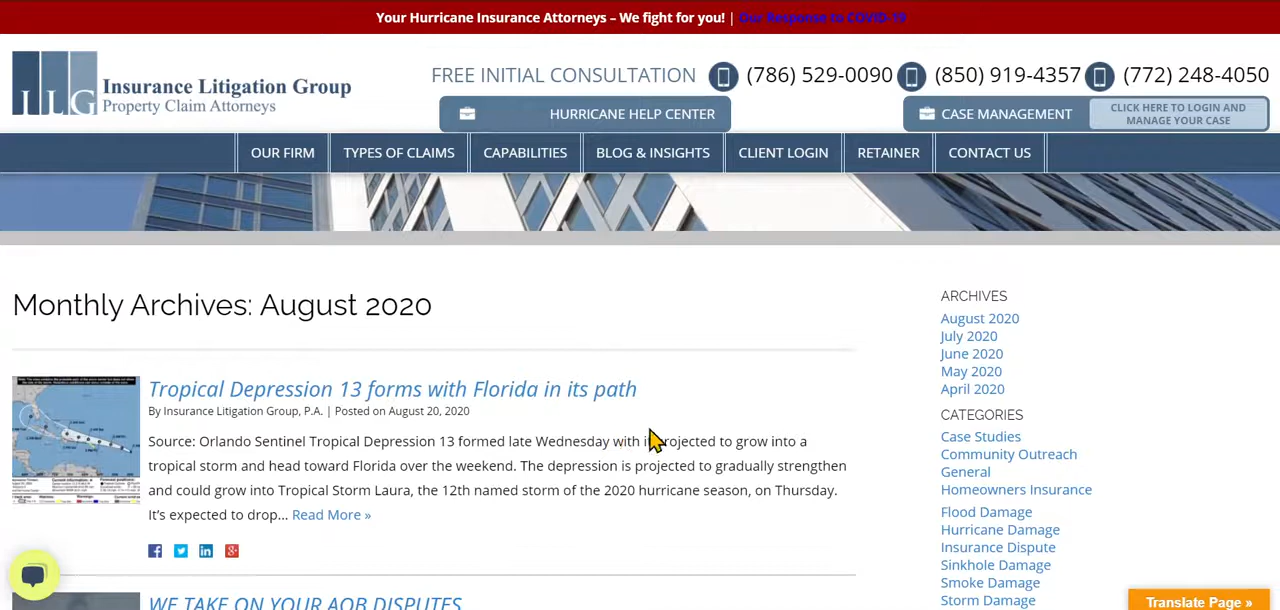 Your Hurricane Insurance Attorneys – We fight for you! | Our Response to COVID-19
ILG Insurance Litigation Group
Property Claim Attorneys
FREE INITIAL CONSULTATION (786) 529-0090 (850) 919-4357 (772) 248-4050
HURRICANE HELP CENTER
CASE MANAGEMENT
CLICK HERE TO LOGIN AND
MANAGE YOUR CASE
OUR FIRM TYPES OF CLAIMS CAPABILITIES BLOG & INSIGHTS CLIENT LOGIN RETAINER CONTACT US
Monthly Archives: August 2020
Tropical Depression 13 forms with Florida in its path
By Insurance Litigation Group, P.A. | Posted on August 20, 2020
Source: Orlando Sentinel Tropical Depression 13 formed late Wednesday with projected to grow into a
tropical storm and head toward Florida over the weekend. The depression is projected to gradually strengthen
and could grow into Tropical Storm Laura, the 12th named storm of the 2020 hurricane season, on Thursday.
It's expected to drop... Read More »
WE TAKE ON YOUR AOB DISPUTES
ARCHIVES
August 2020
July 2020
June 2020
May 2020
April 2020
CATEGORIES
Case Studies
Community Outreach
General
Homeowners Insurance
Flood Damage
Hurricane Damage
Insurance Dispute
Sinkhole Damage
Smoke Damage
Storm Damage
Translate Page »